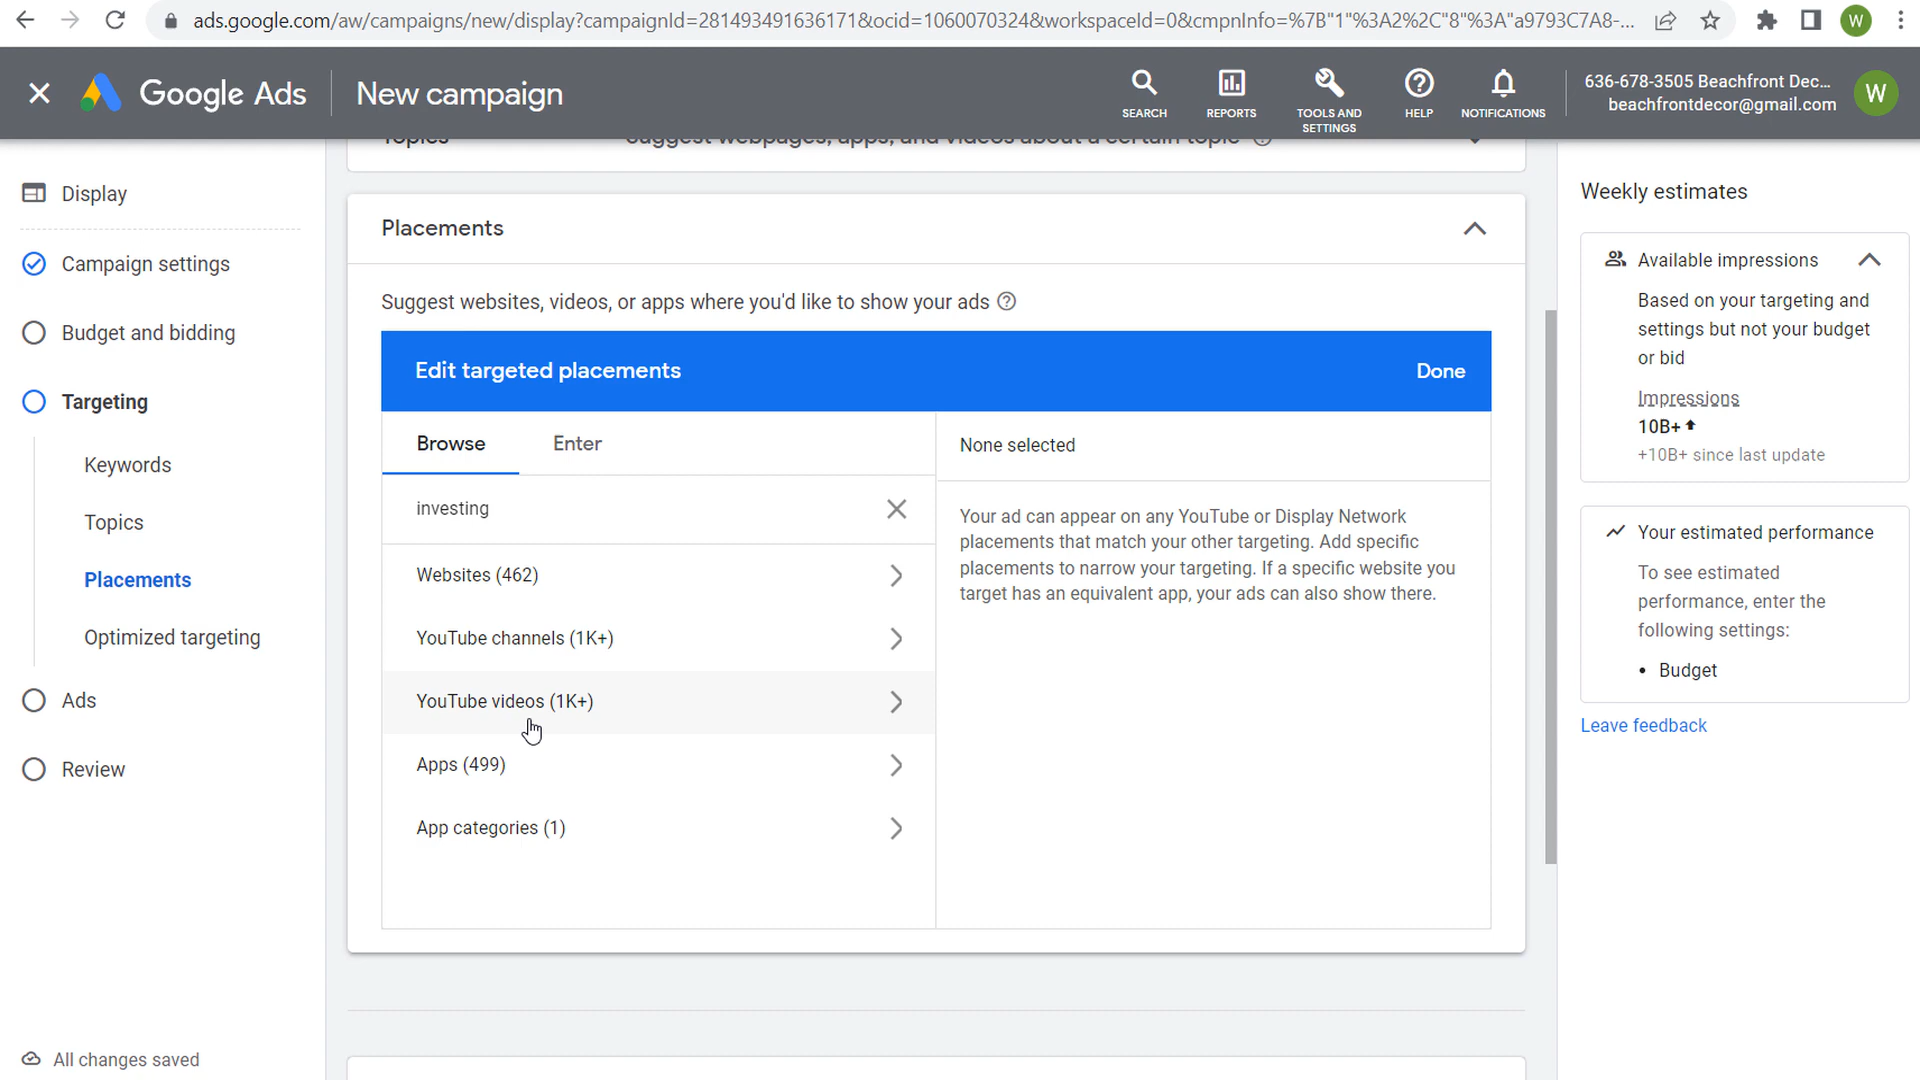 ads.google.com/aw/campaigns/new/display?campaignId=281493491636171&ocid=1060070324&workspaceId=0&cmpnInfo=%7B"1"%3A2%2C"8"%3A"a9793C7A8-...
W
Google Ads
New campaign
SEARCH
REPORTS
TOOLS AND
SETTINGS
HELP
NOTIFICATIONS
636-678-3505 Beachfront Dec...
beachfrontdecor@gmail.com
W
Display
Campaign settings
Budget and bidding
Targeting
Keywords
Topics
Placements
Optimized targeting
Ads
Review
All changes saved
Topics
Suggest webpages, apps, and videos about a certain topic
Placements
Suggest websites, videos, or apps where you'd like to show your ads
Edit targeted placements
Done
Browse
Enter
investing
Websites (462)
YouTube channels (1K+)
YouTube videos (1K+)
Apps (499)
App categories (1)
None selected
Your ad can appear on any YouTube or Display Network
placements that match your other targeting. Add specific
placements to narrow your targeting. If a specific website you
target has an equivalent app, your ads can also show there.
Weekly estimates
Available impressions
Based on your targeting and
settings but not your budget
or bid
Impressions
10B+
+10B+ since last update
Your estimated performance
To see estimated
performance, enter the
following settings:
• Budget
Leave feedback